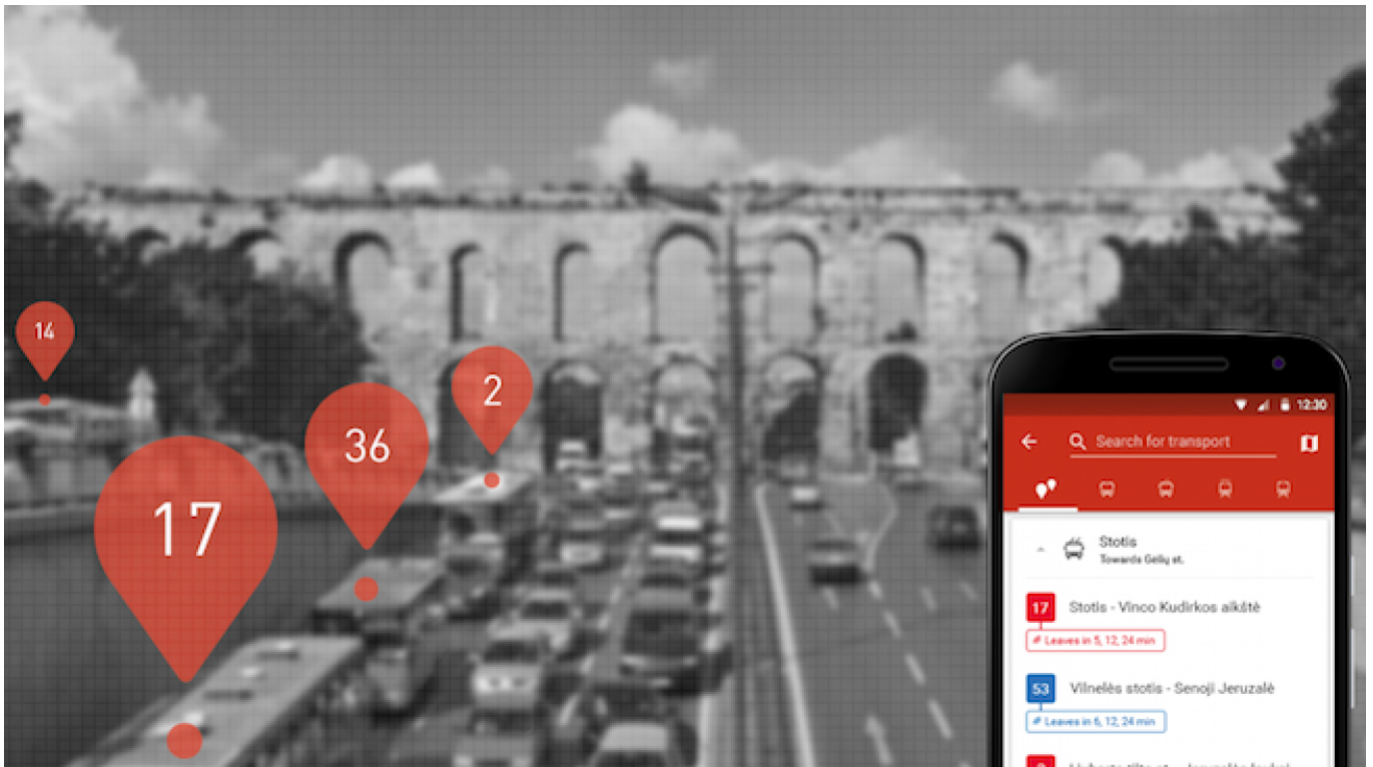 14
2
36
17
12:30
Search for transport
Stotis
Towards Gėlių st.
17 Stotis - Vinco Kudirkos aikštė
Leaves in 5, 12, 24 min
53 Vilnelės stotis - Senoji Jeruzalė
Leaves in 6, 12, 24 min